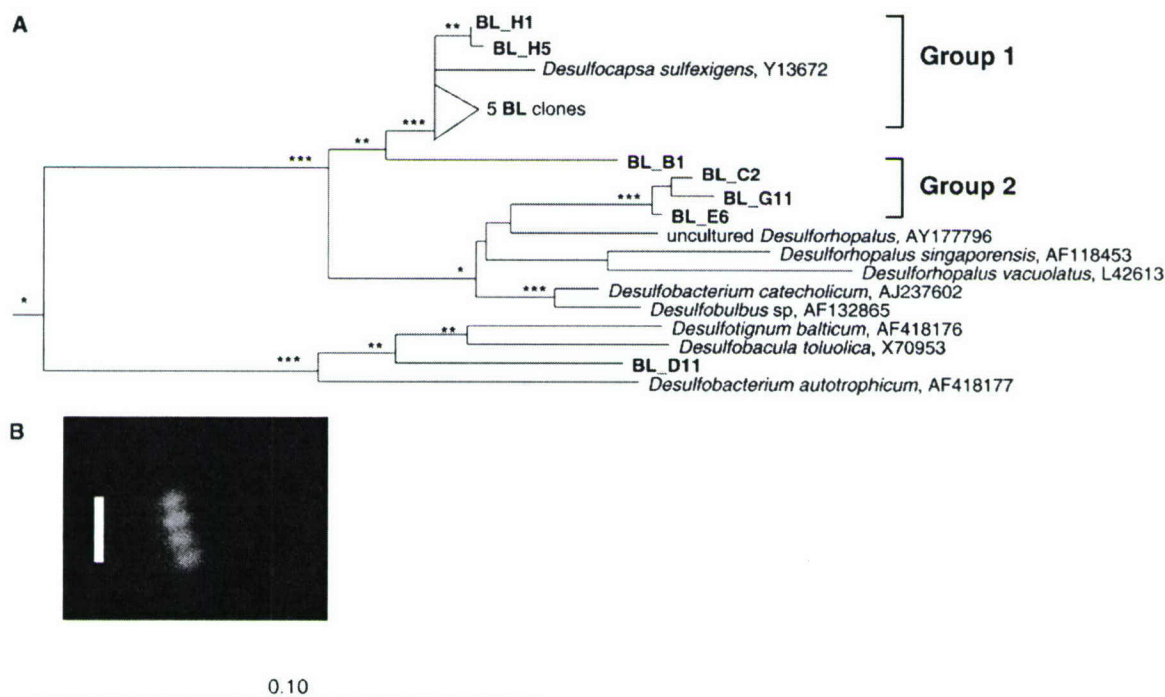 A
** BL_H1
BL_H5
Group 1
Desulfocapsa sulfexigens, Y13672
5 BL clones
***
**
***
BL_B1
BL_C2
Group 2
***
BL_G11
BL_E6
uncultured Desulforhopalus, AY177796
Desulforhopalus singaporensis, AF118453
*
Desulforhopalus vacuolatus, L42613
*** Desulfobacterium catecholicum, AJ237602
*
Desulfobulbus sp, AF132865
** Desulfotignum balticum, AF418176
** Desulfobacula toluolica, X70953
*** BL_D11
Desulfobacterium autotrophicum, AF418177
B
0.10